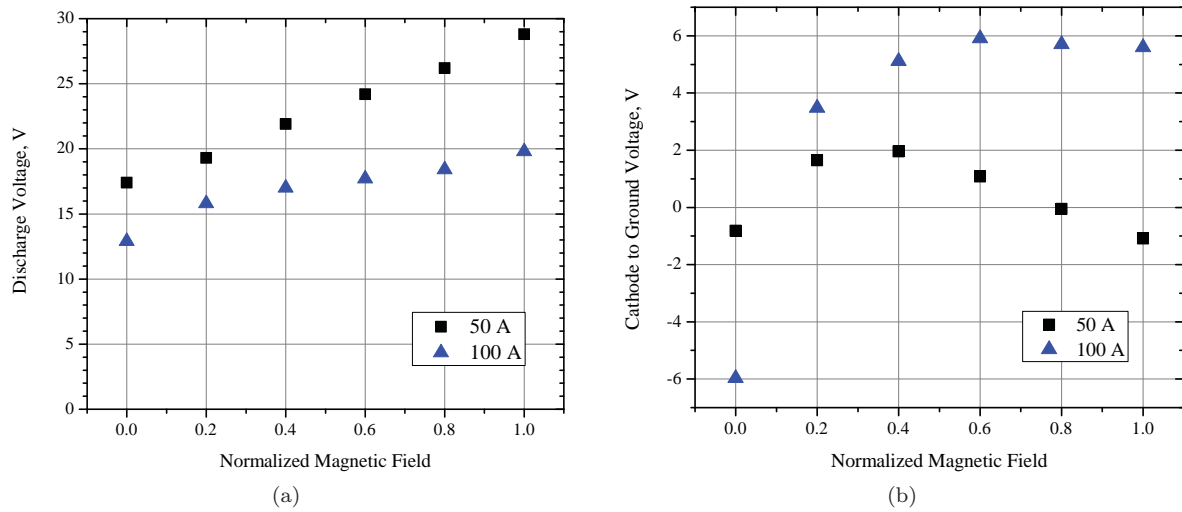 30
25
20
15
10
5
0
Discharge Voltage, V
0.0 0.2 0.4 0.6 0.8 1.0
Normalized Magnetic Field
50 A
100 A
(a)
6
4
2
0
-2
-4
-6
Cathode to Ground Voltage, V
0.0 0.2 0.4 0.6 0.8 1.0
Normalized Magnetic Field
50 A
100 A
(b)